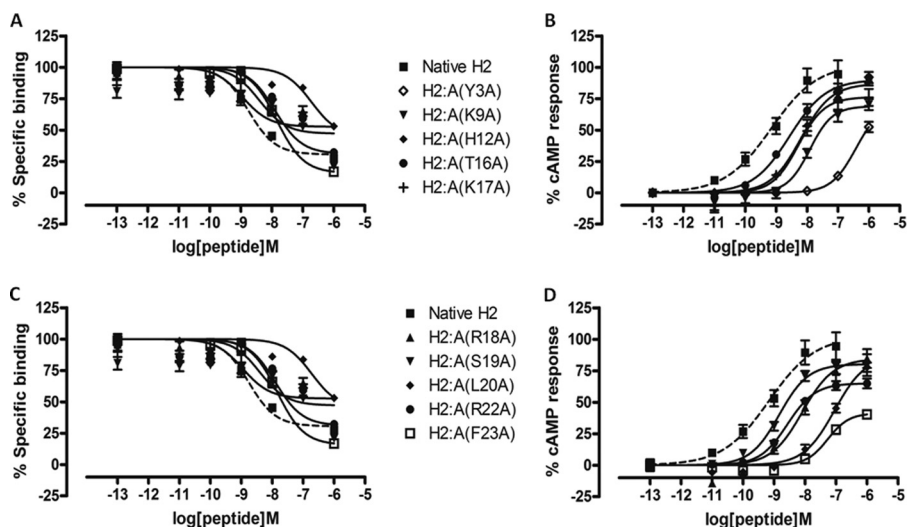 A
% Specific binding
125
100
75
50
25
0
-25
-13 -12 -11 -10 -9 -8 -7 -6 -5
log[peptide]M
Native H2
H2:A(Y3A)
H2:A(K9A)
H2:A(H12A)
H2:A(T16A)
H2:A(K17A)
B
% cAMP response
125
100
75
50
25
0
-25
-13 -12 -11 -10 -9 -8 -7 -6 -5
log[peptide]M
C
% Specific binding
125
100
75
50
25
0
-25
-13 -12 -11 -10 -9 -8 -7 -6 -5
log[peptide]M
Native H2
H2:A(R18A)
H2:A(S19A)
H2:A(L20A)
H2:A(R22A)
H2:A(F23A)
D
% cAMP response
125
100
75
50
25
0
-25
-13 -12 -11 -10 -9 -8 -7 -6 -5
log[peptide]M